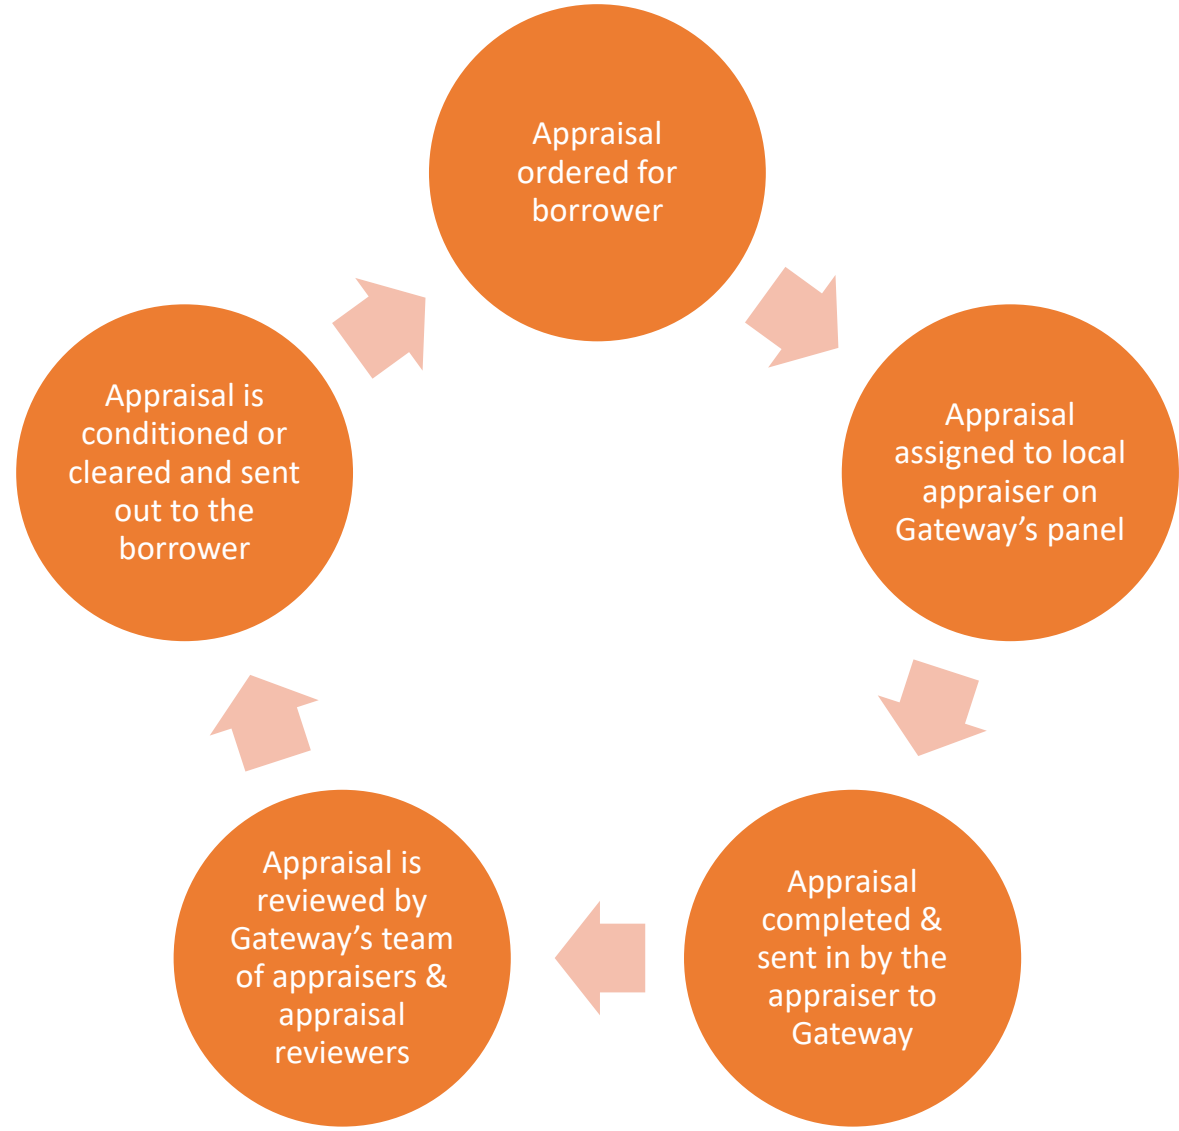 Appraisal
ordered for
borrower
Appraisal
assigned to local
appraiser on
Gateway’s panel
Appraisal
completed &
sent in by the
appraiser to
Gateway
Appraisal is
reviewed by
Gateway’s team
of appraisers &
appraisal
reviewers
Appraisal is
conditioned or
cleared and sent
out to the
borrower